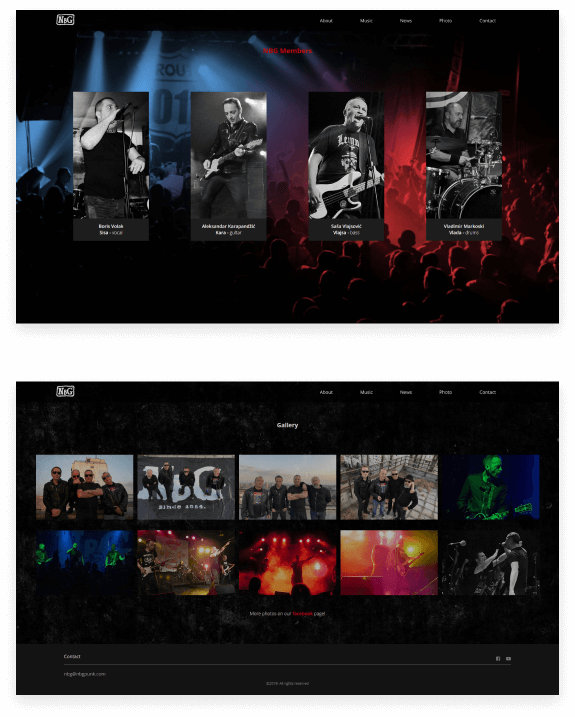 NBG
About Music News Photo Contact
NBG Members
Boris Volak
Sisa - vocal
Aleksandar Karapandžić
Kara - guitar
Saša Vlajsović
Vlajsa - bass
Vladimir Markoski
Vlada - drums
NBG
About Music News Photo Contact
Gallery
NBG
Since 2004.
More photos on our facebook page!
Contact
nbg@nbgpunk.com
©2019. All rights reserved